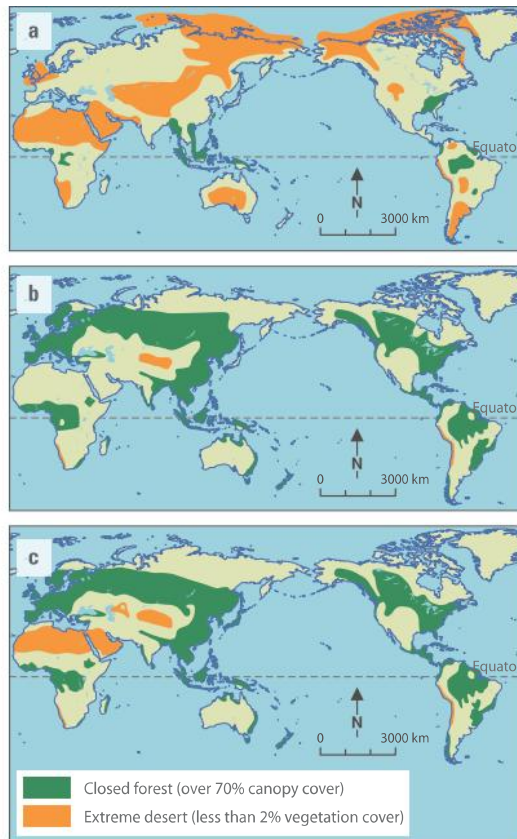 a
Equato
N
0 3000 km
b
Equato
N
0 3000 km
c
Equato
N
0 3000 km
Closed forest (over 70% canopy cover)
Extreme desert (less than 2% vegetation cover)